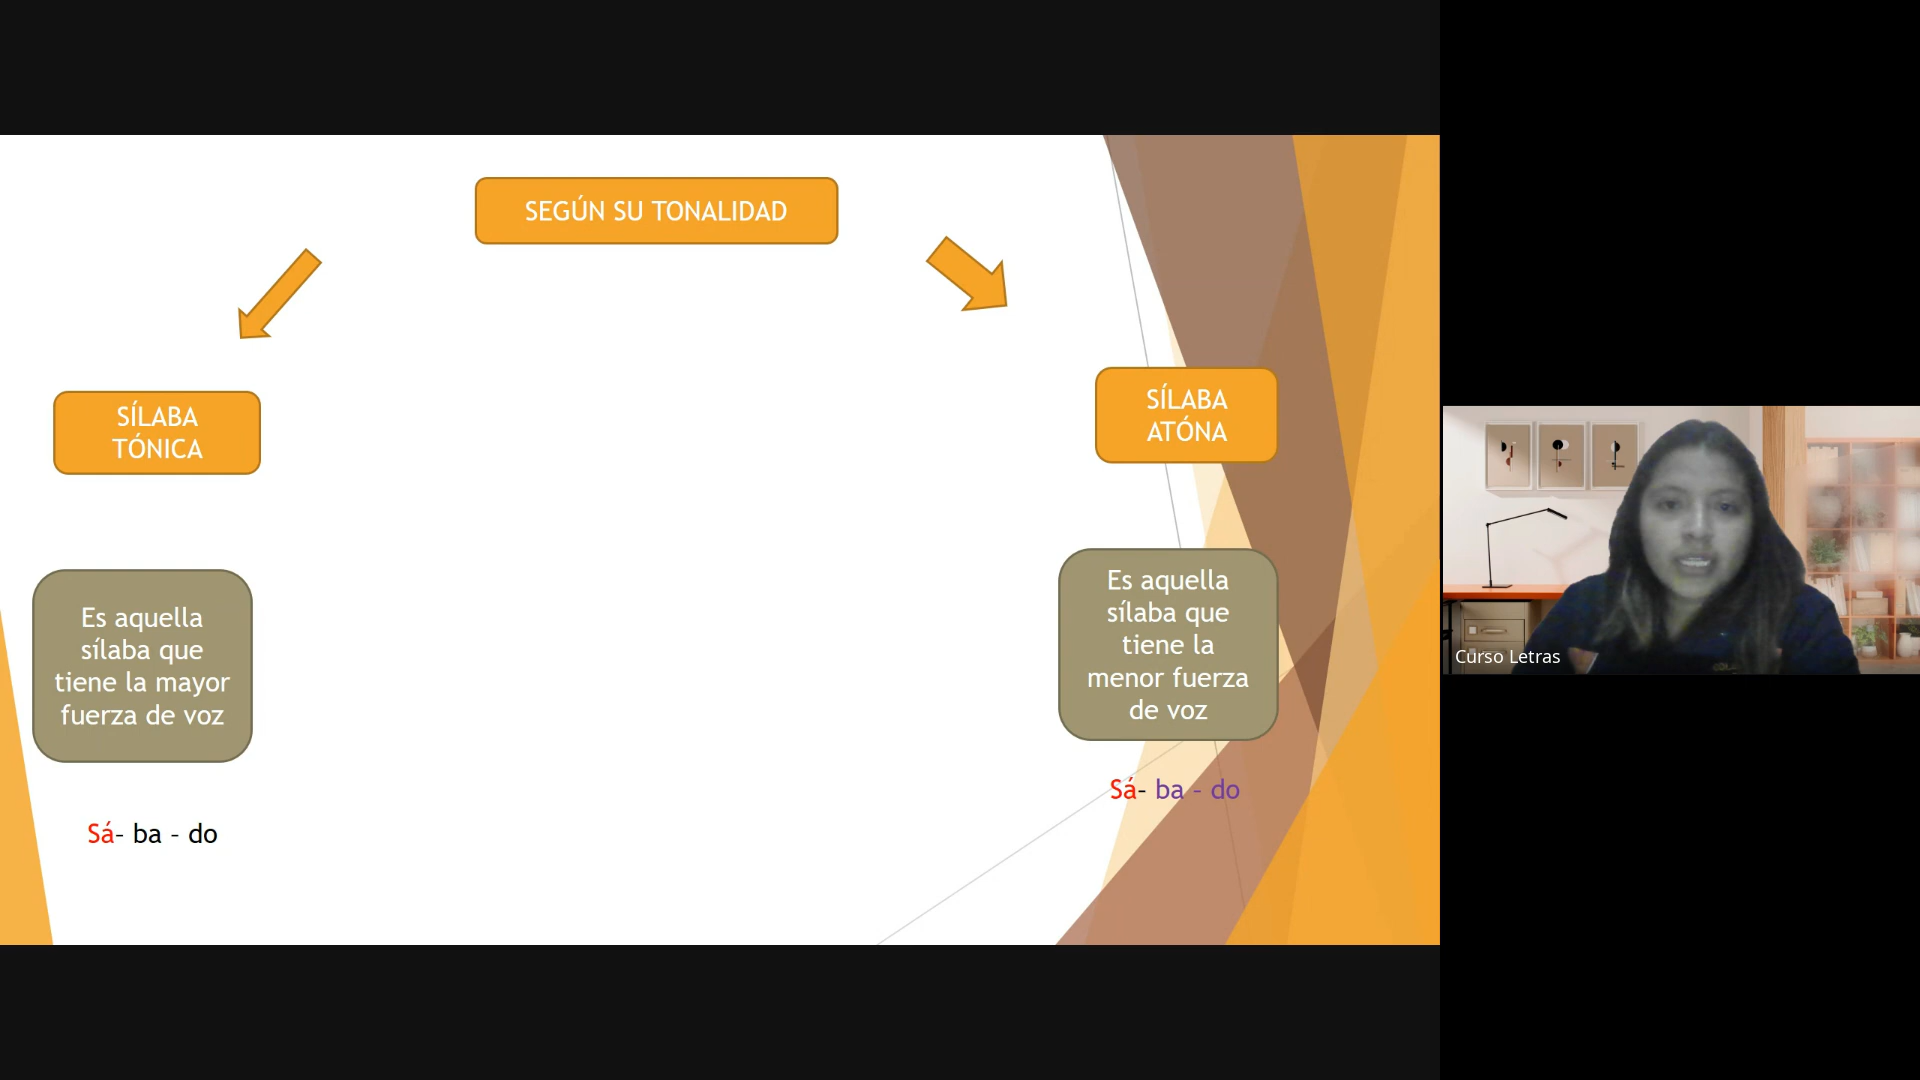 SEGÚN SU TONALIDAD
SÍLABA
TÓNICA
Es aquella
sílaba que
tiene la mayor
fuerza de voz
Sá- ba - do
SÍLABA
ATÓNA
Es aquella
sílaba que
tiene la
menor fuerza
de voz
Sá- ba - do
Curso Letras